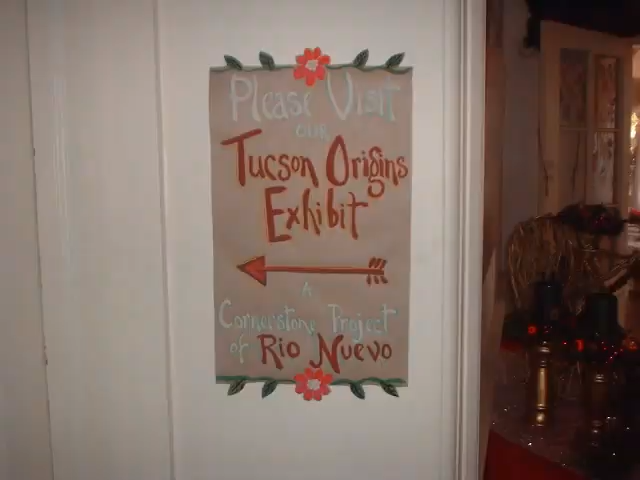 Please Visit
our
Tucson Origins
Exhibit
A
Cornerstone Project
of Rio Nuevo